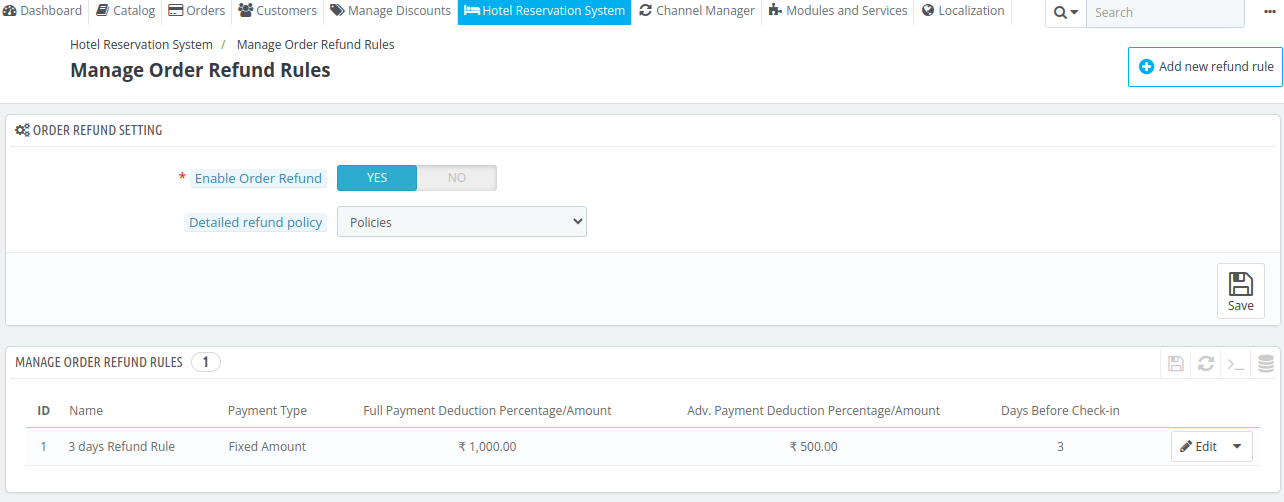 Dashboard Catalog Orders Customers Manage Discounts Hotel Reservation System Channel Manager Modules and Services Localization Search
Hotel Reservation System / Manage Order Refund Rules
Manage Order Refund Rules
Add new refund rule
ORDER REFUND SETTING
* Enable Order Refund YES NO
Detailed refund policy Policies
Save
MANAGE ORDER REFUND RULES 1
ID Name Payment Type Full Payment Deduction Percentage/Amount Adv. Payment Deduction Percentage/Amount Days Before Check-in
1 3 days Refund Rule Fixed Amount ₹ 1,000.00 ₹ 500.00 3 Edit